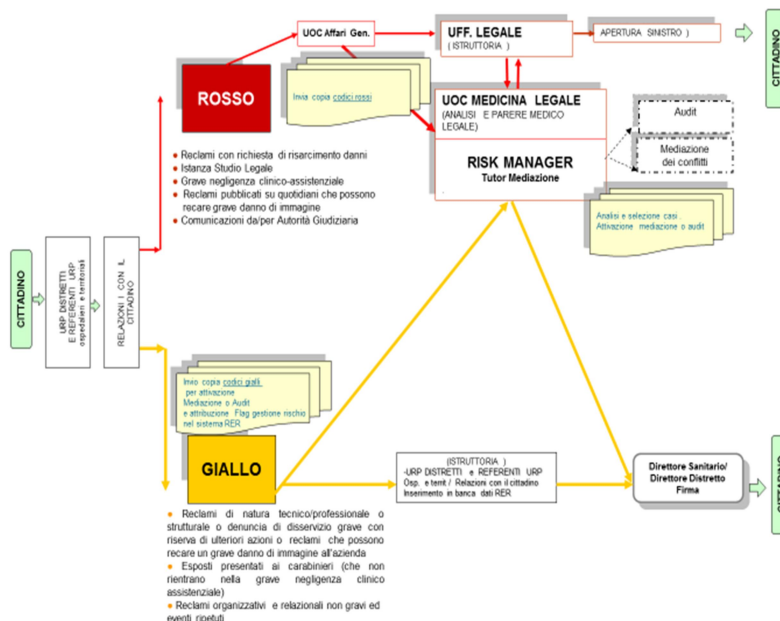 UOC Affari Gen.
UFF. LEGALE
( ISTRUTTORIA )
APERTURA SINISTRO )
CITTADINO
ROSSO
Invia copia codici rossi
UOC MEDICINA LEGALE
(ANALISI E PARERE MEDICO
LEGALE)
RISK MANAGER
Tutor Mediazione
Audit
Mediazione
dei conflitti
• Reclami con richiesta di risarcimento danni
• Istanza Studio Legale
• Grave negligenza clinico-assistenziale
• Reclami pubblicati su quotidiani che possono
recare grave danno di immagine
• Comunicazioni da/per Autorità Giudiziaria
Analisi e selezione casi .
Attivazione mediazione o audit
CITTADINO
URP DISTRETTI
E REFERENTI URP
ospedalieri e territoriali
RELAZIONI I CON IL
CITTADINO
Invio copia codici gialli
per attivazione
Mediazione o Audit
e attribuzione Flag gestione rischio
nel sistema RER
GIALLO
(ISTRUTTORIA )
-URP DISTRETTI e REFERENTI URP
Osp. e territ./ Relazioni con il cittadino
Inserimento in banca dati RER
Direttore Sanitario/
Direttore Distretto
Firma
CITTADINO
• Reclami di natura tecnico/professionale o
strutturale o denuncia di disservizio grave con
riserva di ulteriori azioni o reclami che possono
recare un grave danno di immagine all'azienda
• Esposti presentati ai carabinieri (che non
rientrano nella grave negligenza clinico
assistenziale)
• Reclami organizzativi e relazionali non gravi ed
eventi ripetuti